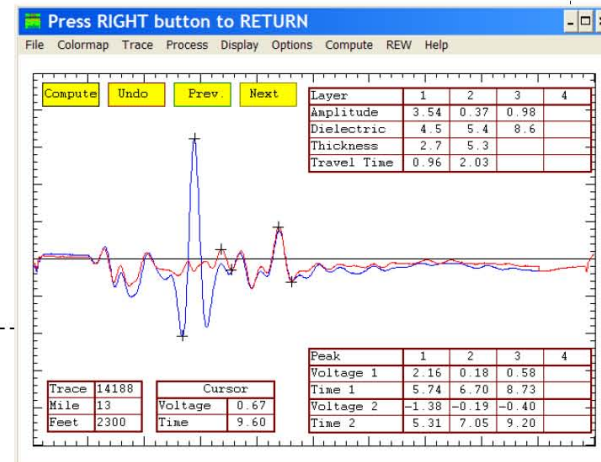 Press RIGHT button to RETURN
File Colormap Trace Process Display Options Compute REW Help
Compute Undo Prev. Next
Layer 1 2 3 4
Amplitude 3.54 0.37 0.98
Dielectric 4.5 5.4 8.6
Thickness 2.7 5.3
Travel Time 0.96 2.03
Peak 1 2 3 4
Voltage 1 2.16 0.18 0.58
Time 1 5.74 6.70 8.73
Voltage 2 -1.38 -0.19 -0.40
Time 2 5.31 7.05 9.20
Trace 14188
Mile 13
Feet 2300
Cursor
Voltage 0.67
Time 9.60